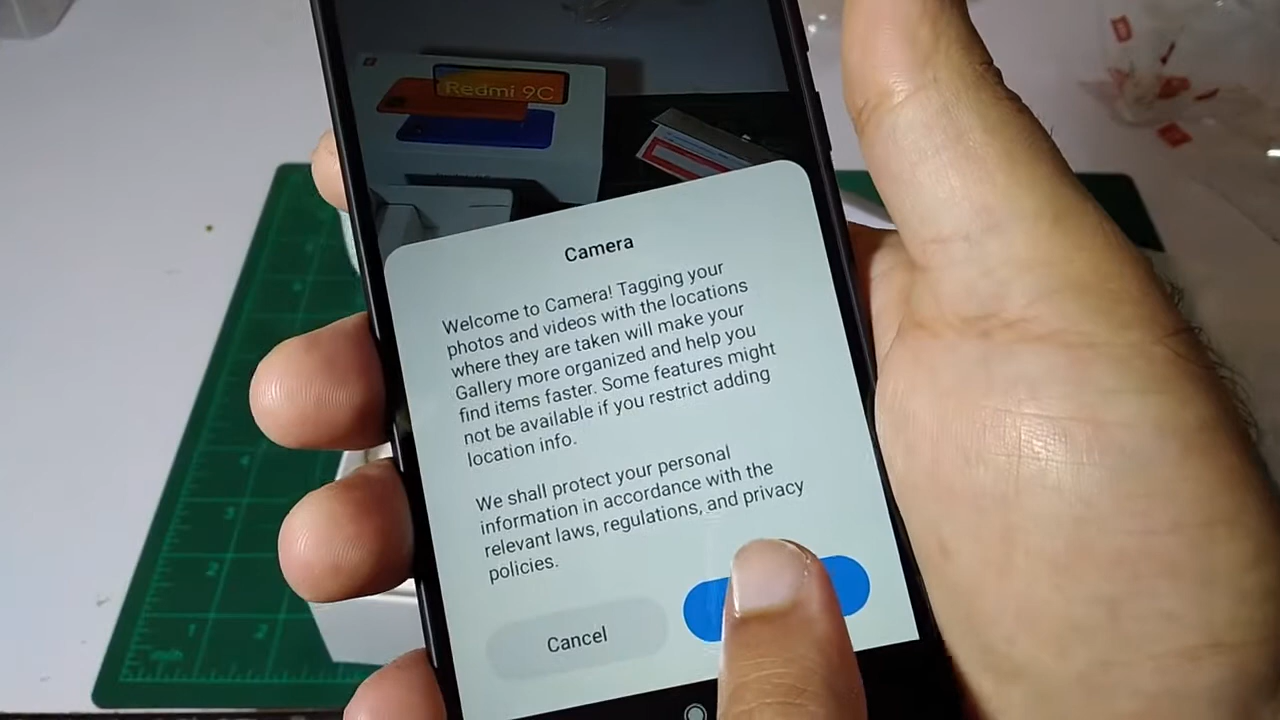 Redmi 9C
Camera
Welcome to Camera! Tagging your
photos and videos with the locations
where they are taken will make your
Gallery more organized and help you
find items faster. Some features might
not be available if you restrict adding
location info.
We shall protect your personal
information in accordance with the
relevant laws, regulations, and privacy
policies.
Cancel